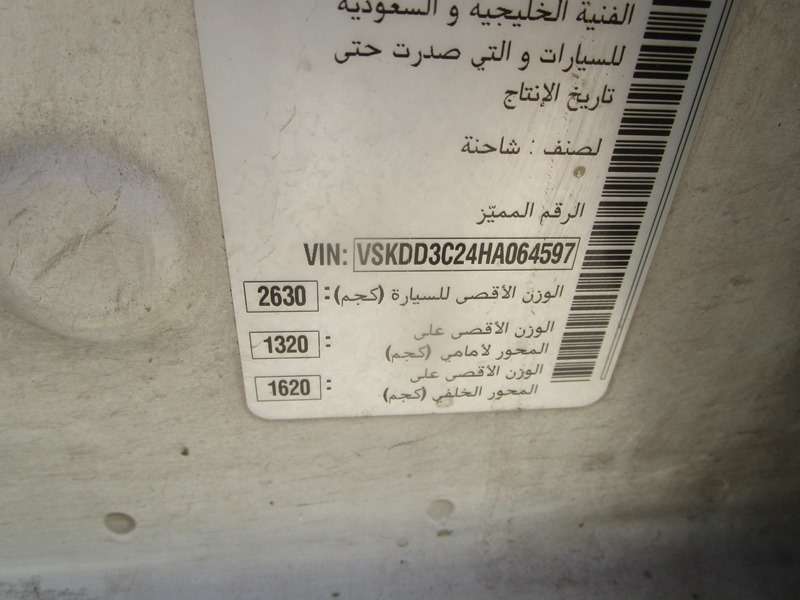 الفنية الخليجية و السعودية
للسيارات و التي صدرت حتى
تاريخ الإنتاج
لصنف : شاحنة
الرقم المميّز
VIN: VSKDD3C24HA064597
الوزن الأقصى للسيارة (كجم): 2630
الوزن الأقصى على
المحور لأمامي (كجم) : 1320
الوزن الأقصى على
المحور الخلفي (كجم) : 1620